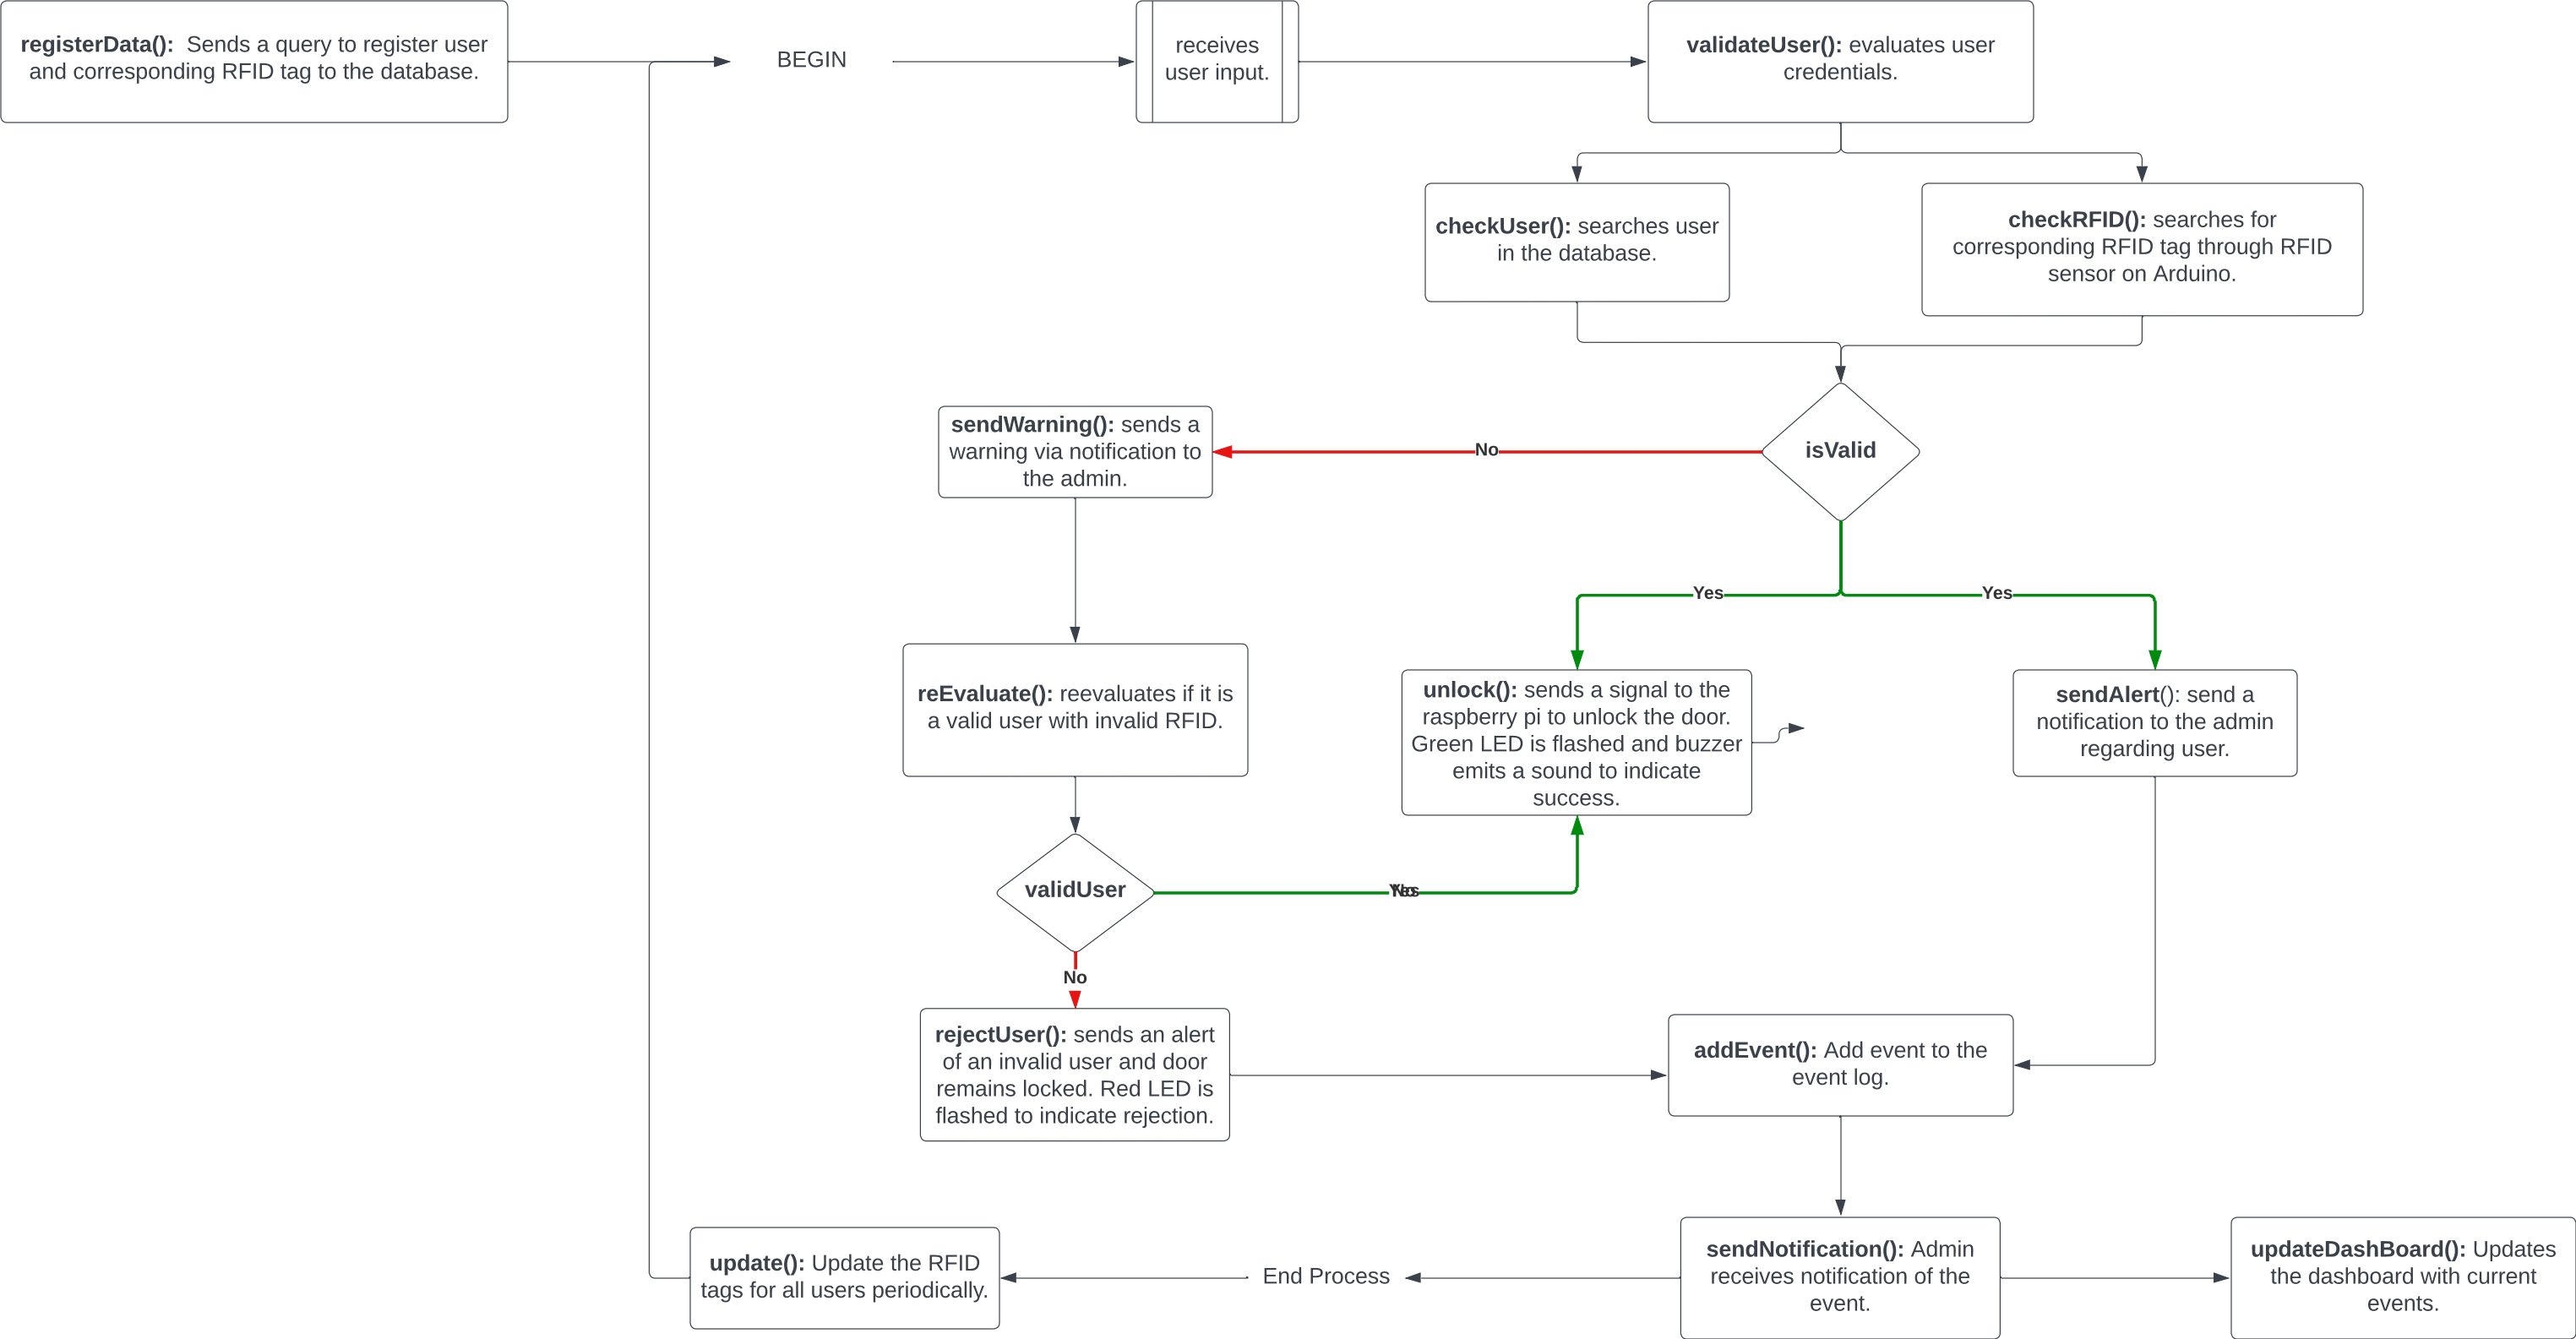 registerData():  Sends a query to register user
and corresponding RFID tag to the database.
BEGIN
receives
user input.
validateUser(): evaluates user
credentials.
checkUser(): searches user
in the database.
checkRFID(): searches for
corresponding RFID tag through RFID
sensor on Arduino.
sendWarning(): sends a
warning via notification to
the admin.
No
isValid
Yes
Yes
reEvaluate(): reevaluates if it is
a valid user with invalid RFID.
unlock(): sends a signal to the
raspberry pi to unlock the door.
Green LED is flashed and buzzer
emits a sound to indicate
success.
sendAlert(): send a
notification to the admin
regarding user.
validUser
Yes
No
No
rejectUser(): sends an alert
of an invalid user and door
remains locked. Red LED is
flashed to indicate rejection.
addEvent(): Add event to the
event log.
update(): Update the RFID
tags for all users periodically.
End Process
sendNotification(): Admin
receives notification of the
event.
updateDashBoard(): Updates
the dashboard with current
events.